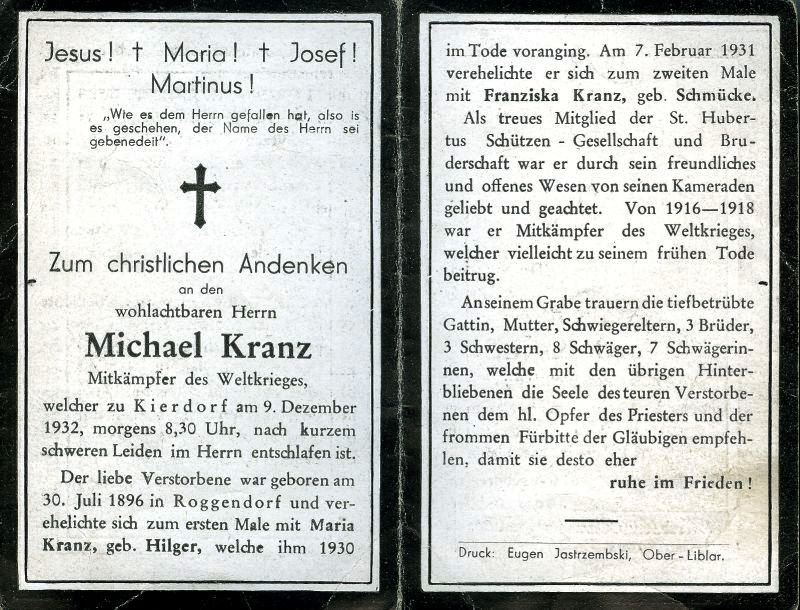 Jesus! † Maria! † Josef!
Martinus!
„Wie es dem Herrn gefallen hat, also is
es geschehen, der Name des Herrn sei
gebenedeit".
Zum christlichen Andenken
an den
wohlachtbaren Herrn
Michael Kranz
Mitkämpfer des Weltkrieges,
welcher zu Kierdorf am 9. Dezember
1932, morgens 8,30 Uhr, nach kurzem
schweren Leiden im Herrn entschlafen ist.
Der liebe Verstorbene war geboren am
30. Juli 1896 in Roggendorf und ver-
ehelichte sich zum ersten Male mit Maria
Kranz, geb. Hilger, welche ihm 1930
im Tode voranging. Am 7. Februar 1931
verehelichte er sich zum zweiten Male
mit Franziska Kranz, geb. Schmücke.
Als treues Mitglied der St. Huber-
tus Schützen - Gesellschaft und Bru-
derschaft war er durch sein freundliches
und offenes Wesen von seinen Kameraden
geliebt und geachtet. Von 1916—1918
war er Mitkämpfer des Weltkrieges,
welcher vielleicht zu seinem frühen Tode
beitrug.
An seinem Grabe trauern die tiefbetrübte
Gattin, Mutter, Schwiegereltern, 3 Brüder,
3 Schwestern, 8 Schwäger, 7 Schwägerin-
nen, welche mit den übrigen Hinter-
bliebenen die Seele des teuren Verstorbe-
nen dem hl. Opfer des Priesters und der
frommen Fürbitte der Gläubigen empfeh-
len, damit sie desto eher
ruhe im Frieden!
Druck: Eugen Jastrzembski, Ober-Liblar.